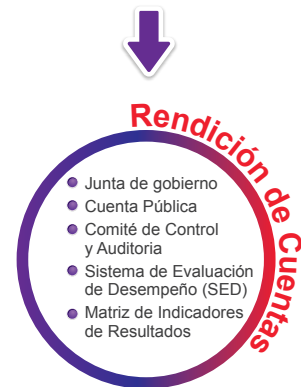 Rendición de Cuentas
Junta de gobierno
Cuenta Pública
Comité de Control
y Auditoria
Sistema de Evaluación
de Desempeño (SED)
Matriz de Indicadores
de Resultados